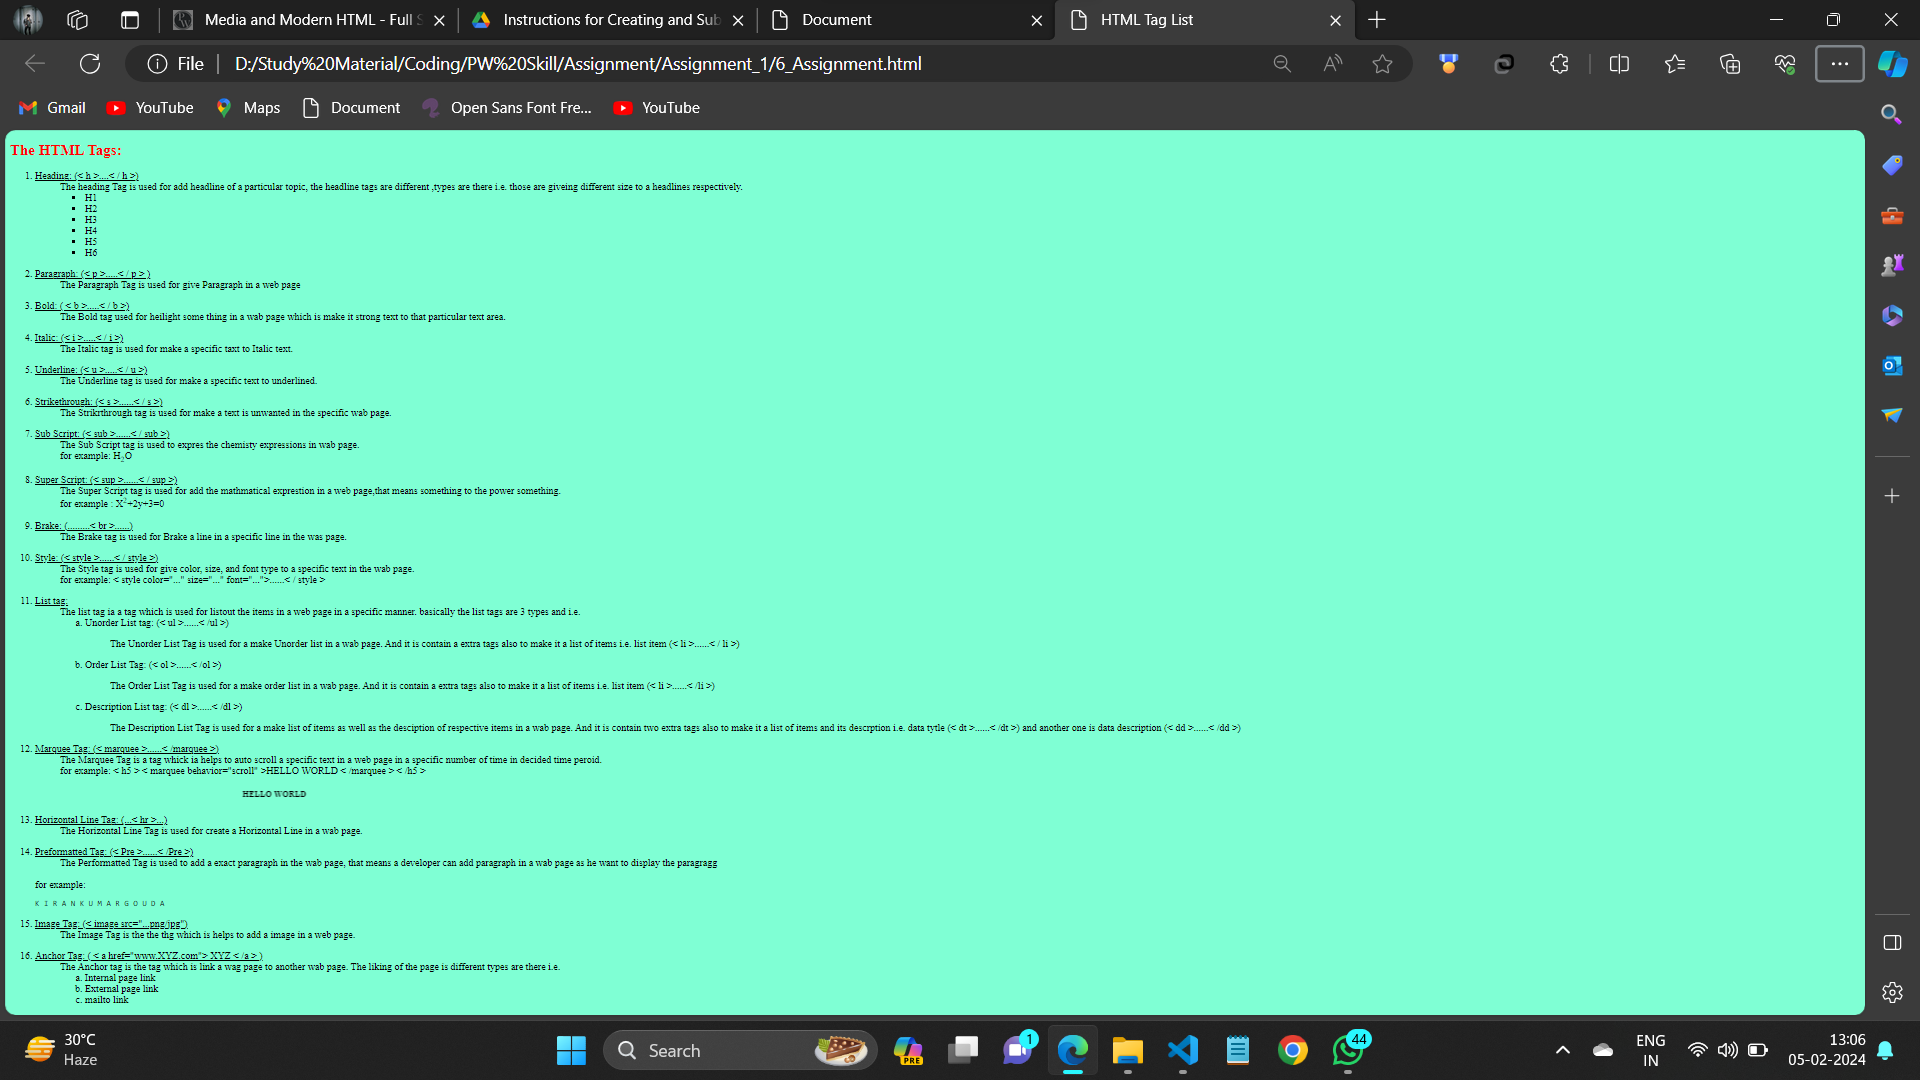 Media and Modern HTML - Full S
Instructions for Creating and Sub
Document
HTML Tag List
File
D:/Study%20Material/Coding/PW%20Skill/Assignment/Assignment_1/6_Assignment.html
Gmail
YouTube
Maps
Document
Open Sans Font Fre...
YouTube
The HTML Tags:
1. Heading: (< h >....< / h >)
The heading Tag is used for add headline of a particular topic, the headline tags are different ,types are there i.e. those are giveing different size to a headlines respectively.
▪ H1
▪ H2
▪ H3
▪ H4
▪ H5
▪ H6
2. Paragraph: (< p >.....< / p > )
The Paragraph Tag is used for give Paragraph in a web page
3. Bold: ( < b >.....< / b >)
The Bold tag used for heilight some thing in a wab page which is make it strong text to that particular text area.
4. Italic: (< i >.....< / i >)
The Italic tag is used for make a specific taxt to Italic text.
5. Underline: (< u >.....< / u >)
The Underline tag is used for make a specific text to underlined.
6. Strikethrough: (< s >......< / s >)
The Strikrthrough tag is used for make a text is unwanted in the specific wab page.
7. Sub Script: (< sub >......< / sub >)
The Sub Script tag is used to expres the chemisty expressions in wab page.
for example: H₂O
8. Super Script: (< sup >......< / sup >)
The Super Script tag is used for add the mathmatical exprestion in a web page,that means something to the power something.
for example : X²+2y+3=0
9. Brake: (.........< br >......)
The Brake tag is used for Brake a line in a specific line in the was page.
10. Style: (< style >......< / style >)
The Style tag is used for give color, size, and font type to a specific text in the wab page.
for example: < style color="..." size="..." font="...">......< / style >
11. List tag:
The list tag ia a tag which is used for listout the items in a web page in a specific manner. basically the list tags are 3 types and i.e.
a. Unorder List tag: (< ul >......< /ul >)
The Unorder List Tag is used for a make Unorder list in a wab page. And it is contain a extra tags also to make it a list of items i.e. list item (< li >......< / li >)
b. Order List Tag: (< ol >......< /ol >)
The Order List Tag is used for a make order list in a wab page. And it is contain a extra tags also to make it a list of items i.e. list item (< li >......< /li >)
c. Description List tag: (< dl >......< /dl >)
The Description List Tag is used for a make list of items as well as the desciption of respective items in a wab page. And it is contain two extra tags also to make it a list of items and its descrption i.e. data tytle (< dt >......< /dt >) and another one is data description (< dd >......< /dd >)
12. Marquee Tag: (< marquee >......< /marquee >)
The Marquee Tag is a tag whick ia helps to auto scroll a specific text in a web page in a specific number of time in decided time peroid.
for example: < h5 > < marquee behavior="scroll" >HELLO WORLD < /marquee > < /h5 >
HELLO WORLD
13. Horizontal Line Tag: (...< hr >...)
The Horizontal Line Tag is used for create a Horizontal Line in a wab page.
14. Preformatted Tag: (< Pre >......< /Pre >)
The Performatted Tag is used to add a exact paragraph in the wab page, that means a developer can add paragraph in a wab page as he want to display the paragragg
for example:
K I R A N K U M A R G O U D A
15. Image Tag: (< image src="...png/jpg")
The Image Tag is the the thg which is helps to add a image in a web page.
16. Anchor Tag: ( < a href="www.XYZ.com"> XYZ < /a > )
The Anchor tag is the tag which is link a wag page to another wab page. The liking of the page is different types are there i.e.
a. Internal page link
b. External page link
c. mailto link
30°C
Haze
Search
PRE
1
44
ENG
IN
13:06
05-02-2024